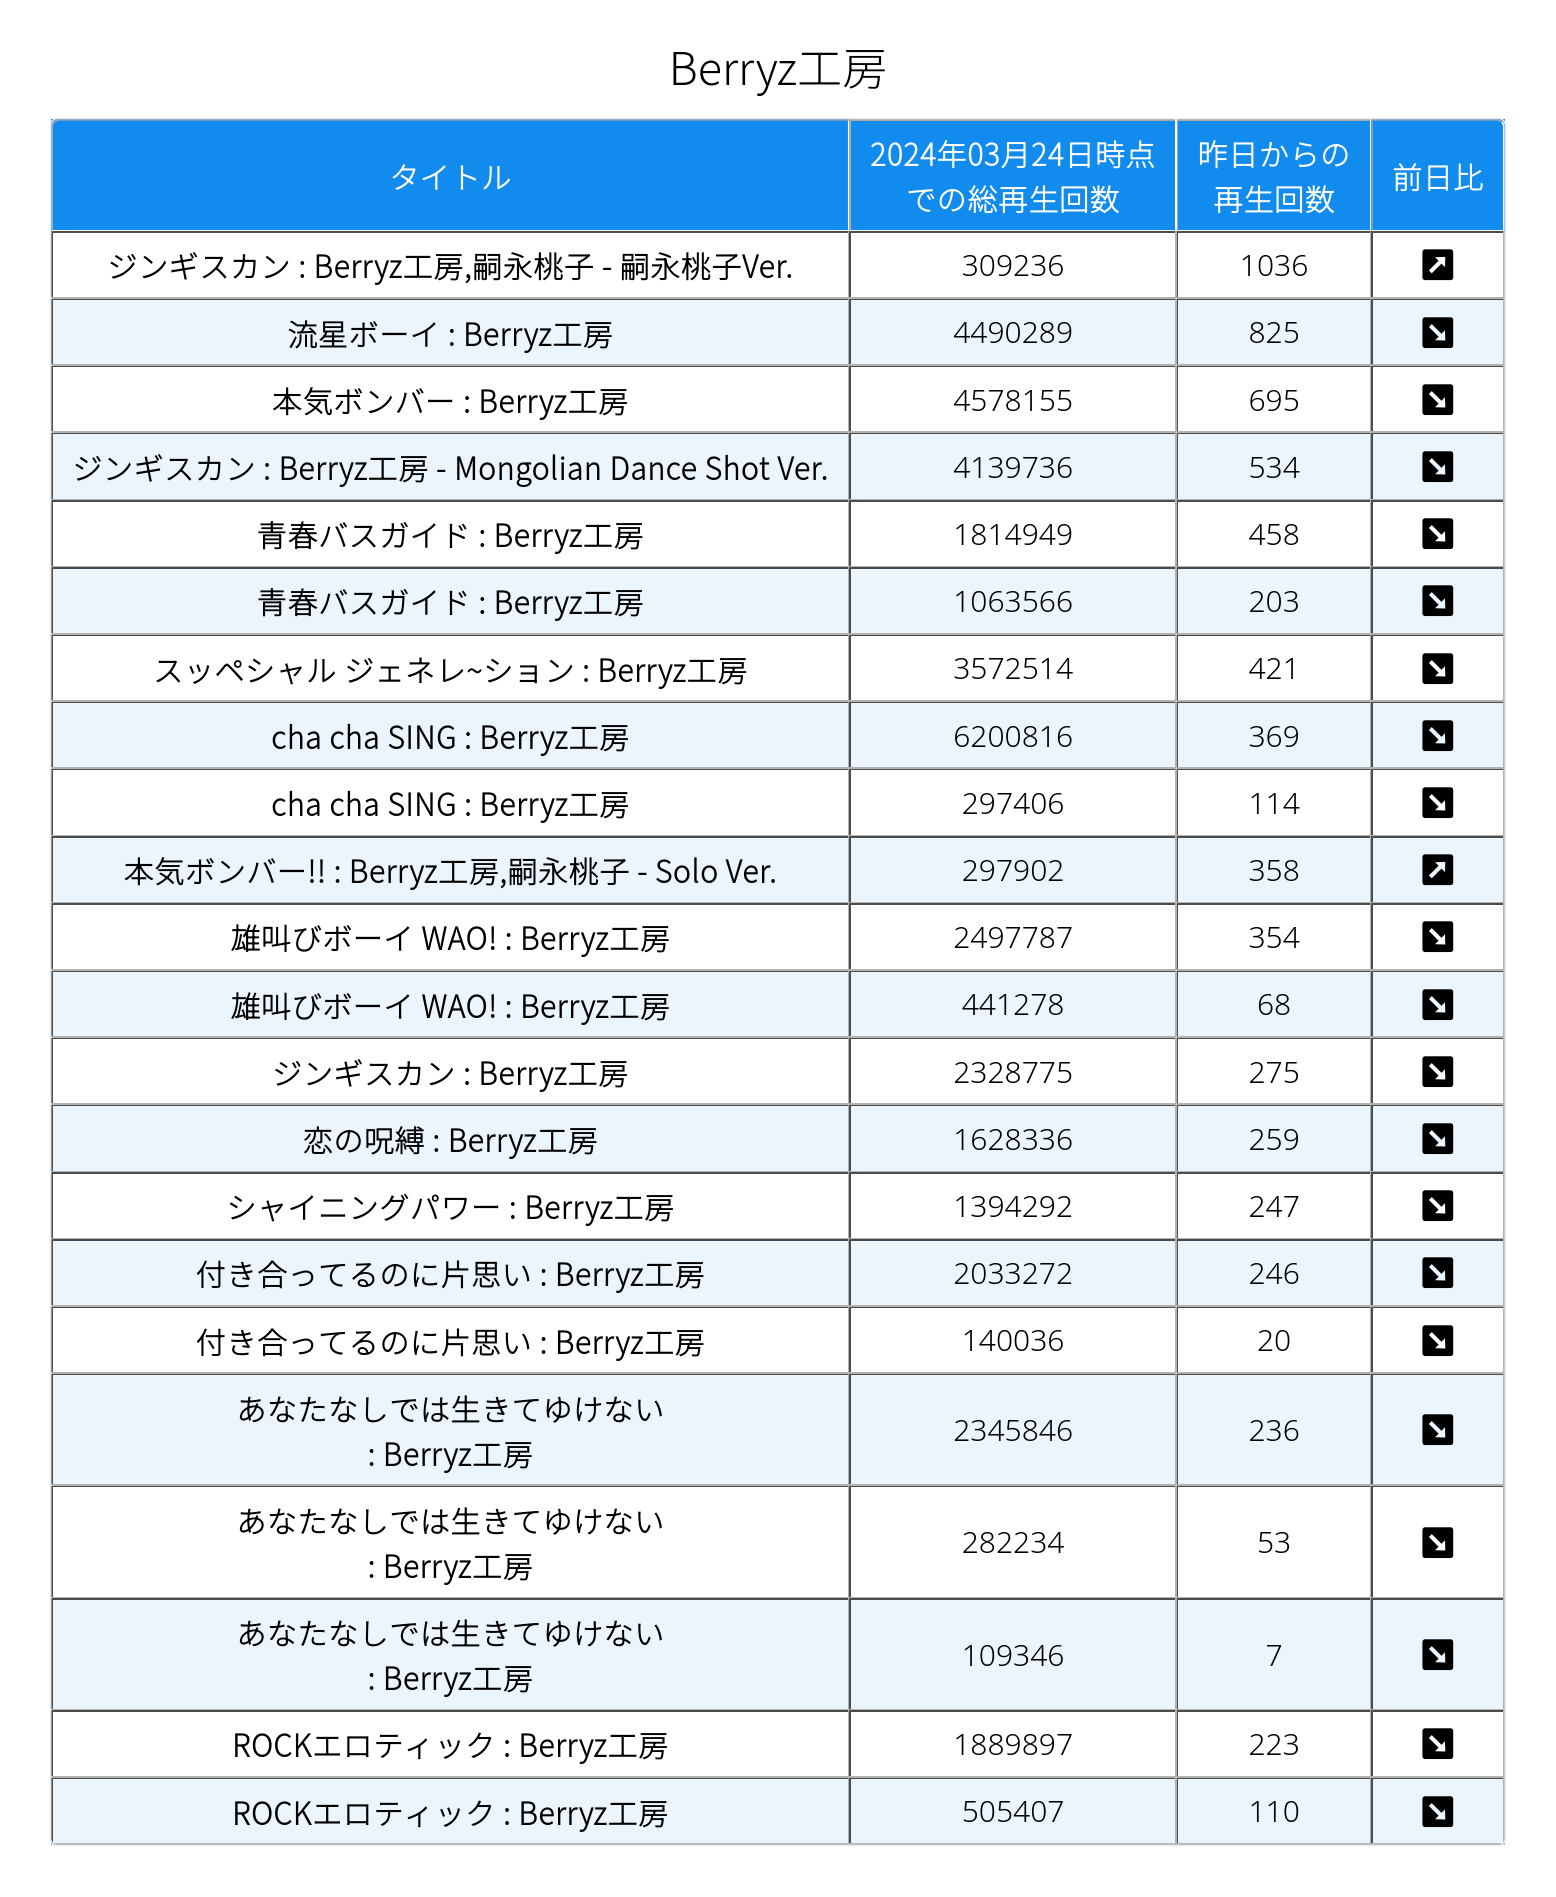 Berryz工房
タイトル
2024年03月24日時点
での総再生回数
昨日からの
再生回数
前日比
ジンギスカン : Berryz工房,嗣永桃子 - 嗣永桃子Ver. 309236 1036
流星ボーイ : Berryz工房 4490289 825
本気ボンバー : Berryz工房 4578155 695
ジンギスカン : Berryz工房 - Mongolian Dance Shot Ver. 4139736 534
青春バスガイド : Berryz工房 1814949 458
青春バスガイド : Berryz工房 1063566 203
スッペシャル ジェネレ~ション : Berryz工房 3572514 421
cha cha SING : Berryz工房 6200816 369
cha cha SING : Berryz工房 297406 114
本気ボンバー!! : Berryz工房,嗣永桃子 - Solo Ver. 297902 358
雄叫びボーイ WAO! : Berryz工房 2497787 354
雄叫びボーイ WAO! : Berryz工房 441278 68
ジンギスカン : Berryz工房 2328775 275
恋の呪縛 : Berryz工房 1628336 259
シャイニングパワー : Berryz工房 1394292 247
付き合ってるのに片思い : Berryz工房 2033272 246
付き合ってるのに片思い : Berryz工房 140036 20
あなたなしでは生きてゆけない
: Berryz工房 2345846 236
あなたなしでは生きてゆけない
: Berryz工房 282234 53
あなたなしでは生きてゆけない
: Berryz工房 109346 7
ROCKエロティック : Berryz工房 1889897 223
ROCKエロティック : Berryz工房 505407 110